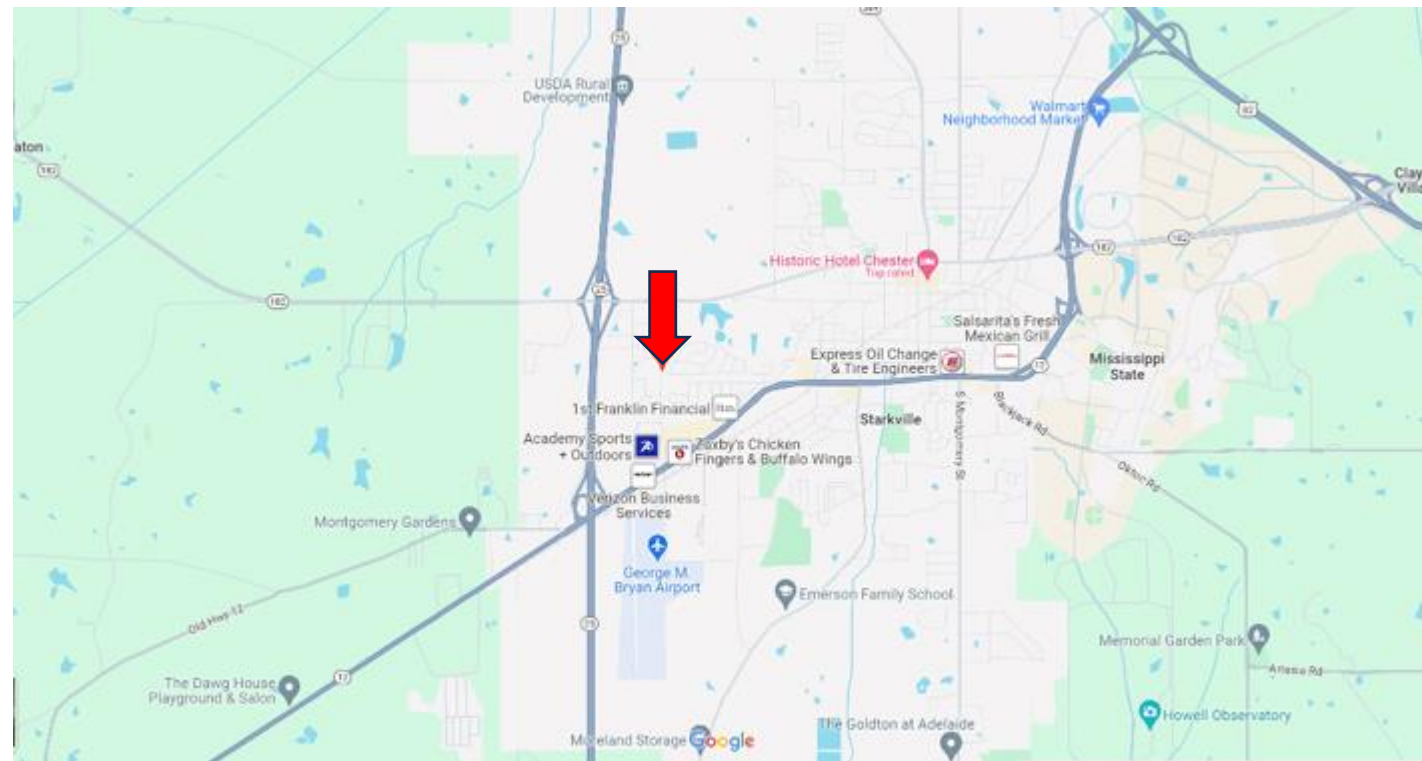 25
USDA Rural
Development
Walmart
Neighborhood Market
82
aton
182
Clay
Villa
182
182
Historic Hotel Chester
Top rated
25
182
Salsarita's Fresh
Mexican Grill
Express Oil Change
& Tire Engineers
12
Mississippi
State
1st Franklin Financial
Starkville
S Montgomery St
Blackjack Rd
Academy Sports
+ Outdoors
Zaxby's Chicken
Fingers & Buffalo Wings
Oktoc Rd
Verizon Business
Services
Montgomery Gardens
George M.
Bryan Airport
Emerson Family School
Old Hwy 12
25
Memorial Garden Park
12
Artesia Rd
The Dawg House
Playground & Salon
Howell Observatory
The Goldton at Adelaide
Moreland Storage
Google